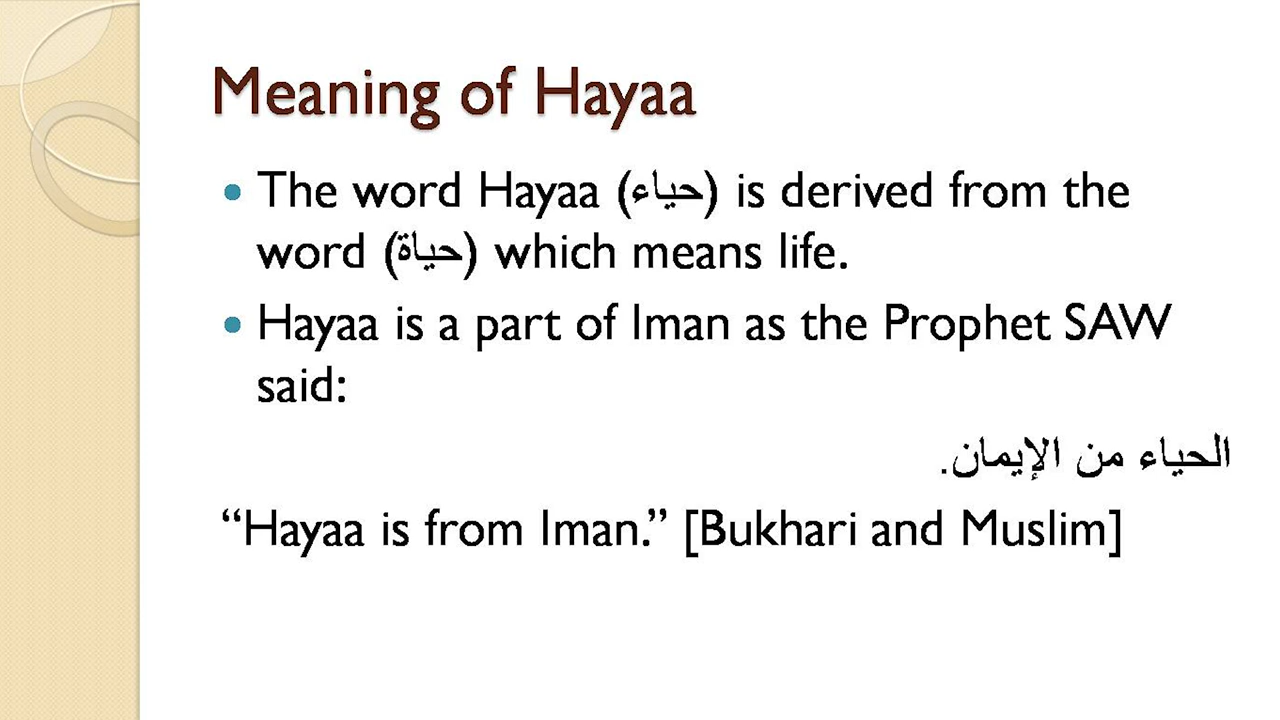 Meaning of Hayaa
• The word Hayaa (حياء) is derived from the
word (حياة) which means life.
• Hayaa is a part of Iman as the Prophet SAW
said:
الحياء من الإيمان.
“Hayaa is from Iman.” [Bukhari and Muslim]